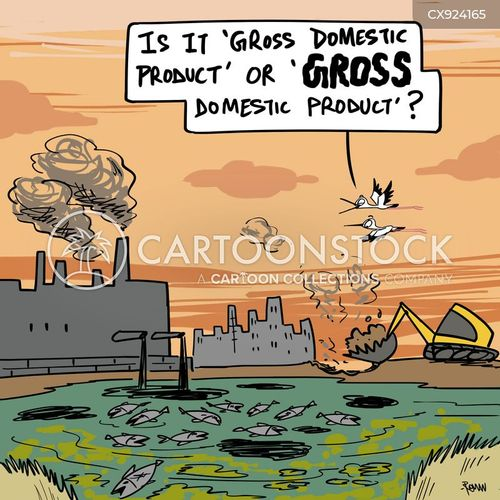 CX924165
IS IT 'GROSS DOMESTIC
PRODUCT' OR 'GROSS
DOMESTIC PRODUCT'?
CARTOONSTOCK
A CARTOON COLLECTIONS COMPANY